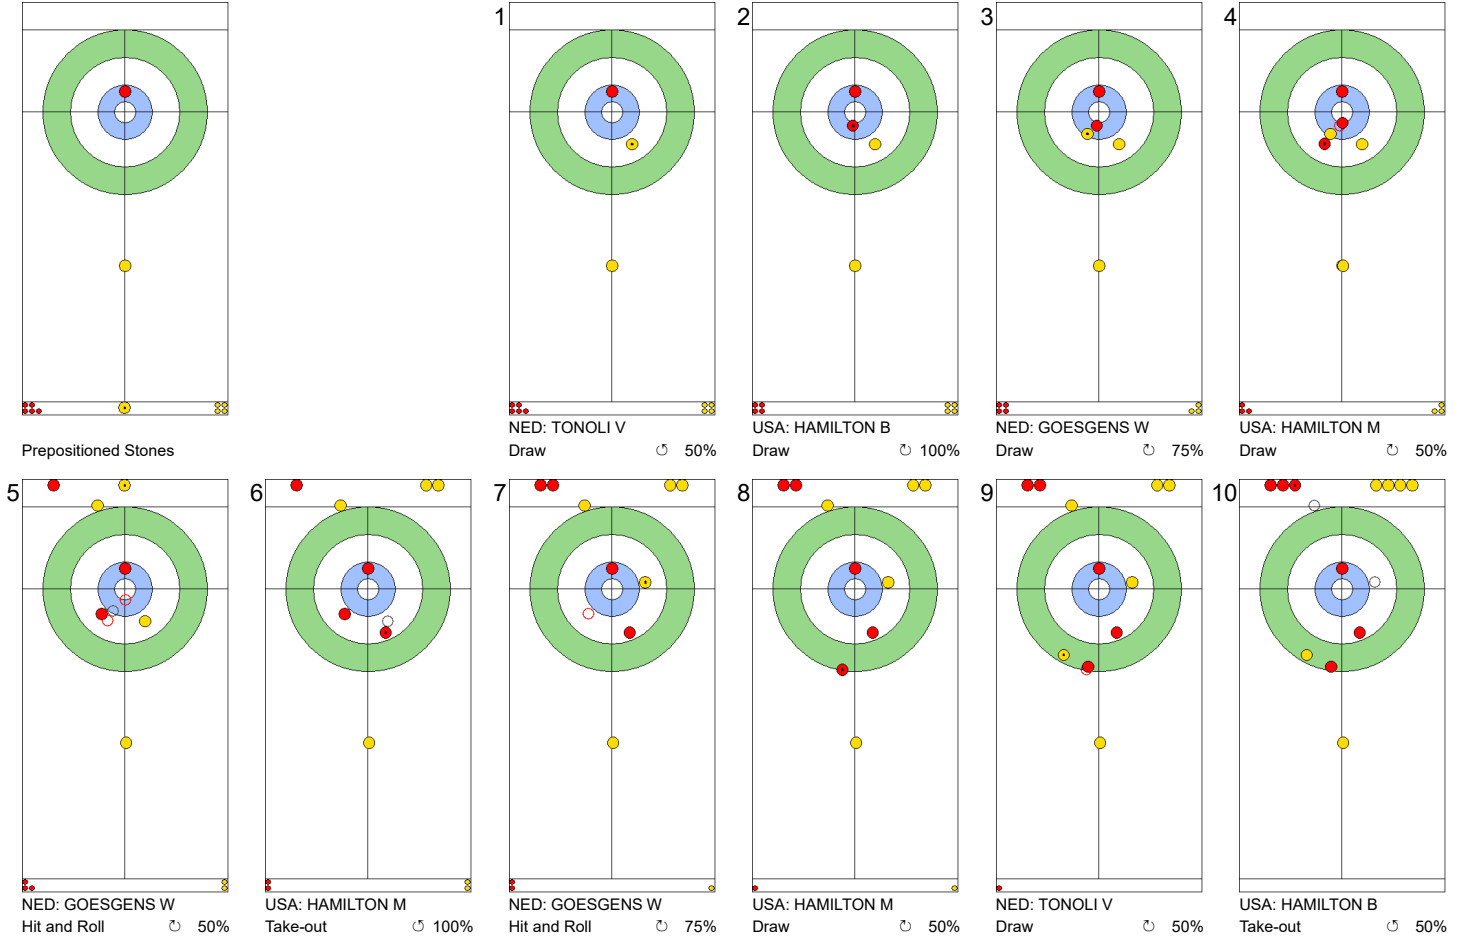 1
2
3
4
Prepositioned Stones
NED: TONOLI V
Draw 50%
USA: HAMILTON B
Draw 100%
NED: GOESGENS W
Draw 75%
USA: HAMILTON M
Draw 50%
5
6
7
8
9
10
NED: GOESGENS W
Hit and Roll 50%
USA: HAMILTON M
Take-out 100%
NED: GOESGENS W
Hit and Roll 75%
USA: HAMILTON M
Draw 50%
NED: TONOLI V
Draw 50%
USA: HAMILTON B
Take-out 50%